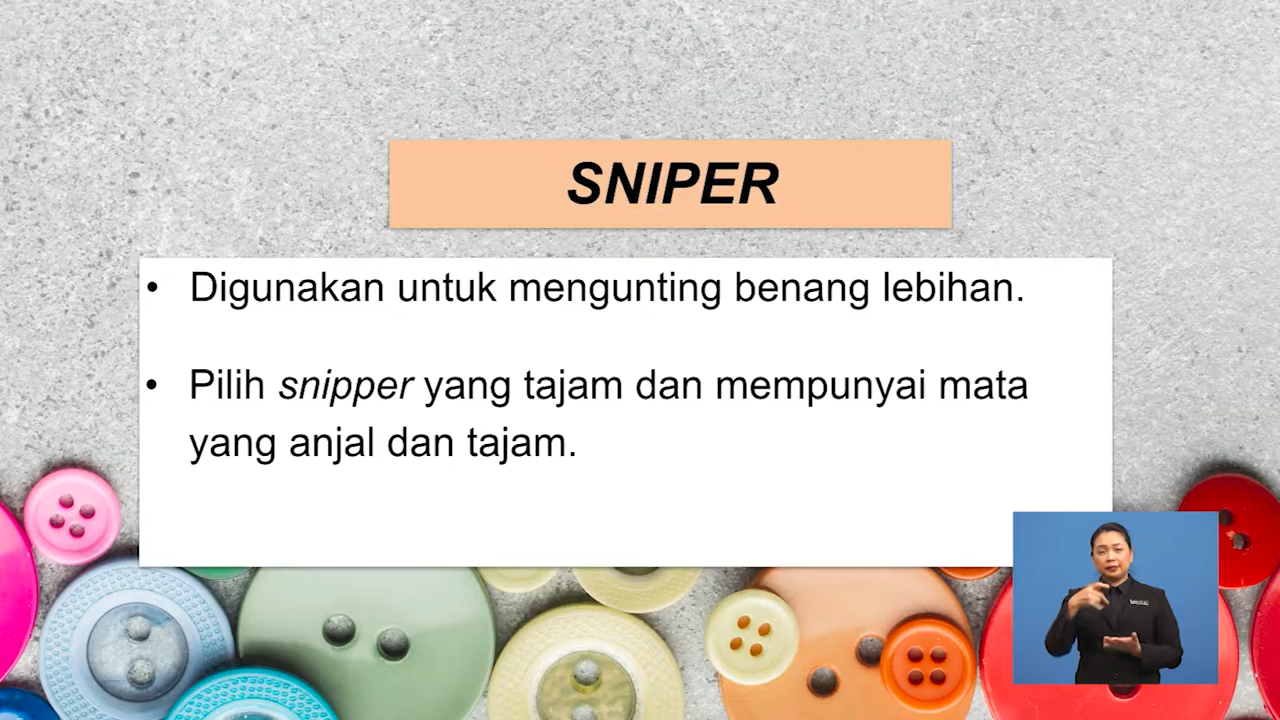 SNIPER
• Digunakan untuk mengunting benang lebihan.
• Pilih snipper yang tajam dan mempunyai mata
yang anjal dan tajam.